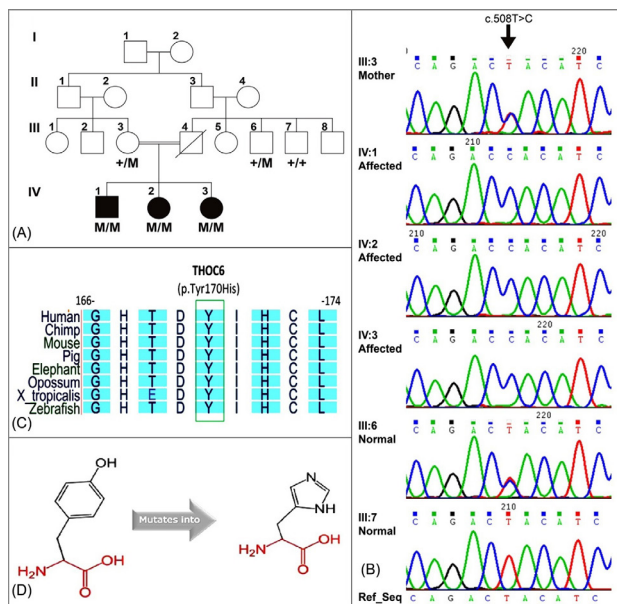 I
1 2
II
1 2 3 4
III
1 2 3 4 5 6 7 8
+/M +/M +/+
IV
1 2 3
M/M M/M M/M
(A)
THOC6
(p.Tyr170His)
166- -174
Human G H T D Y I H C L
Chimp G H T D Y I H C L
Mouse G H T D Y I H C L
Pig G H T D Y I H C L
Elephant G H T D Y I H C L
Opossum G H T D Y I H C L
X_tropicalis G H E D Y I H C L
Zebrafish G H T D Y I H C L
(C)
OH
H₂N
OH
O
Mutates into
N
NH
H₂N
OH
O
(D)
c.508T>C
220
III:3
Mother
C A G A C T A C A T C
210
IV:1
Affected
C A G A C C A C A T C
210 220
IV:2
Affected
C A G A C C A C A T C
220
IV:3
Affected
C A G A C C A C A T C
220
III:6
Normal
C A G A C T A C A T C
210
III:7
Normal
C A G A C T A C A T C
(B)
Ref_Seq C A G A C T A C A T C